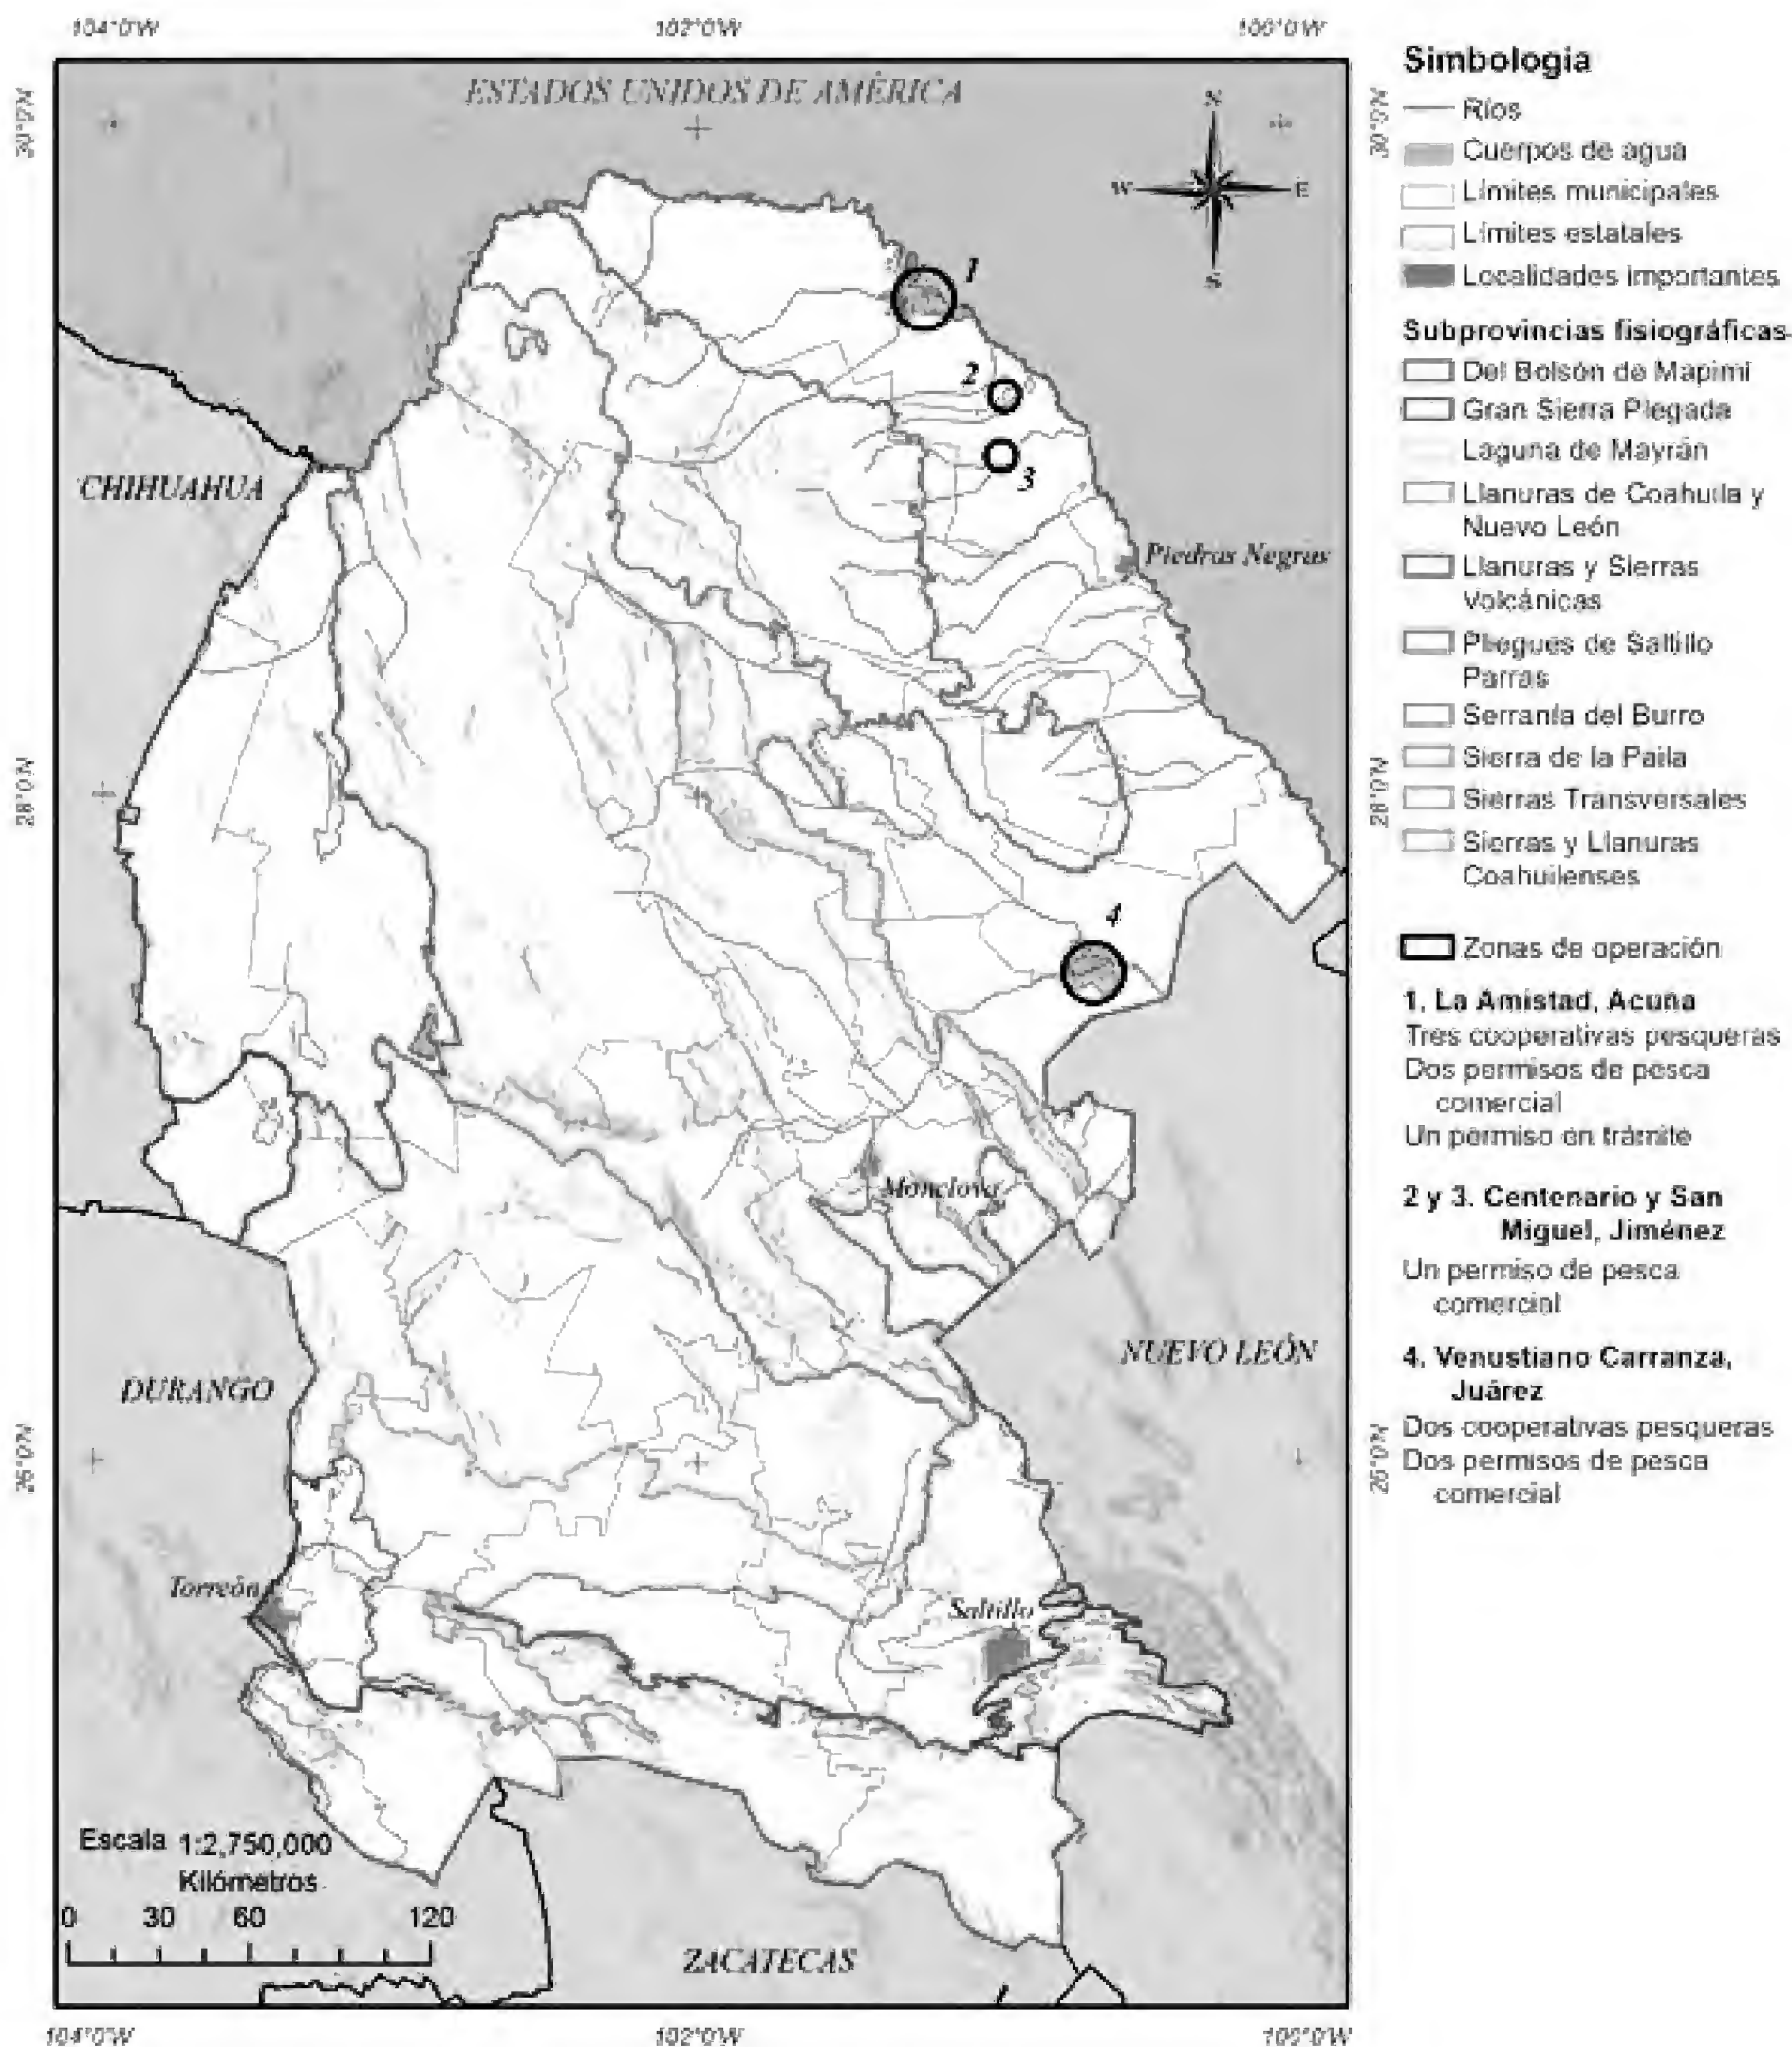 104°0'W 102°0'W 100°0'W
ESTADOS UNIDOS DE AMÉRICA
30°0'N
30°0'N
N
W E
S
1
2
3
CHIHUAHUA
Piedras Negras
28°0'N
28°0'N
4
Monclova
NUEVO LEÓN
DURANGO
26°0'N
26°0'N
Torreón
Saltillo
Escala 1:2,750,000
Kilómetros
0 30 60 120
ZACATECAS
104°0'W 102°0'W 100°0'W
Simbología
Ríos
Cuerpos de agua
Límites municipales
Límites estatales
Localidades importantes
Subprovincias fisiográficas
Del Bolsón de Mapimí
Gran Sierra Plegada
Laguna de Mayrán
Llanuras de Coahuila y
Nuevo León
Llanuras y Sierras
Volcánicas
Pliegues de Saltillo
Parras
Serranía del Burro
Sierra de la Paila
Sierras Transversales
Sierras y Llanuras
Coahuilenses
Zonas de operación
1. La Amistad, Acuña
Tres cooperativas pesqueras
Dos permisos de pesca
comercial
Un permiso en trámite
2 y 3. Centenario y San
Miguel, Jiménez
Un permiso de pesca
comercial
4. Venustiano Carranza,
Juárez
Dos cooperativas pesqueras
Dos permisos de pesca
comercial